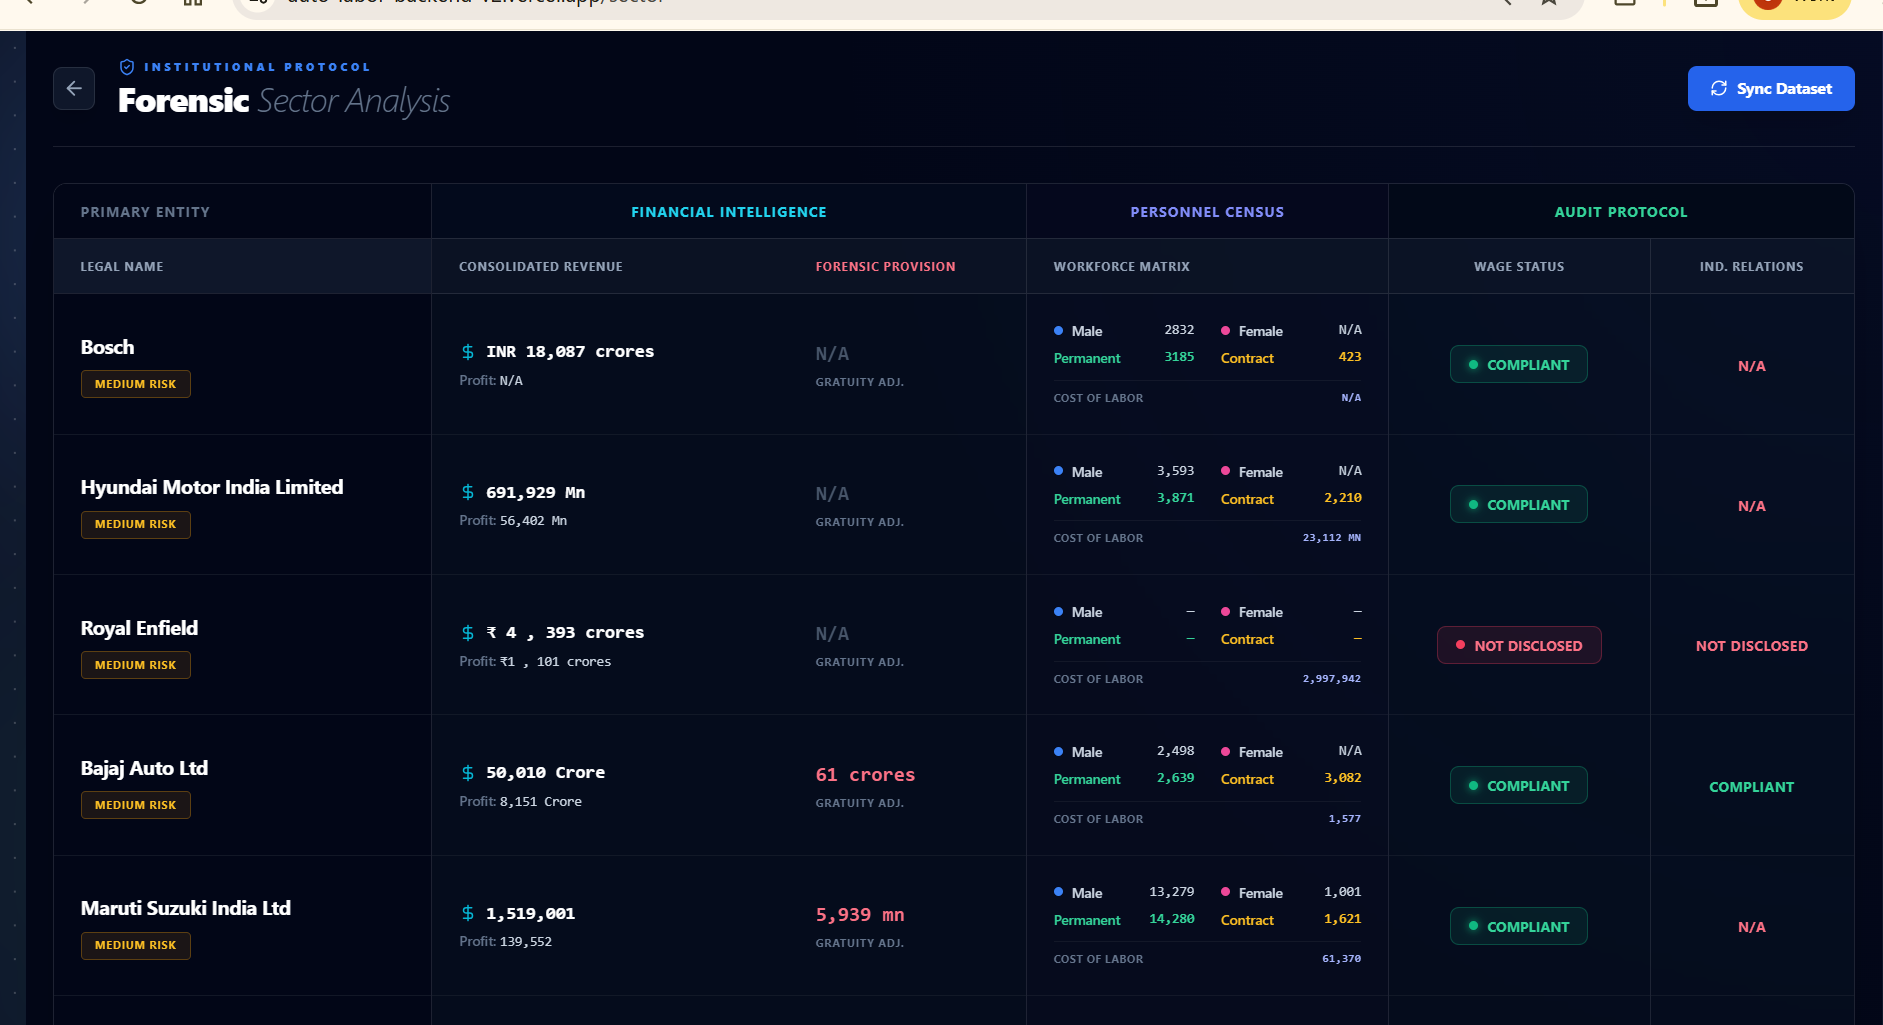 INSTITUTIONAL PROTOCOL
Forensic Sector Analysis
Sync Dataset
PRIMARY ENTITY FINANCIAL INTELLIGENCE PERSONNEL CENSUS AUDIT PROTOCOL
LEGAL NAME CONSOLIDATED REVENUE FORENSIC PROVISION WORKFORCE MATRIX WAGE STATUS IND. RELATIONS
Bosch
MEDIUM RISK
$ INR 18,087 crores
Profit: N/A
N/A
GRATUITY ADJ.
Male 2832 Female N/A
Permanent 3185 Contract 423
COST OF LABOR N/A
COMPLIANT
N/A
Hyundai Motor India Limited
MEDIUM RISK
$ 691,929 Mn
Profit: 56,402 Mn
N/A
GRATUITY ADJ.
Male 3,593 Female N/A
Permanent 3,871 Contract 2,210
COST OF LABOR 23,112 MN
COMPLIANT
N/A
Royal Enfield
MEDIUM RISK
$ ₹ 4 , 393 crores
Profit: ₹1 , 101 crores
N/A
GRATUITY ADJ.
Male – Female –
Permanent – Contract –
COST OF LABOR 2,997,942
NOT DISCLOSED
NOT DISCLOSED
Bajaj Auto Ltd
MEDIUM RISK
$ 50,010 Crore
Profit: 8,151 Crore
61 crores
GRATUITY ADJ.
Male 2,498 Female N/A
Permanent 2,639 Contract 3,082
COST OF LABOR 1,577
COMPLIANT
COMPLIANT
Maruti Suzuki India Ltd
MEDIUM RISK
$ 1,519,001
Profit: 139,552
5,939 mn
GRATUITY ADJ.
Male 13,279 Female 1,001
Permanent 14,280 Contract 1,621
COST OF LABOR 61,370
COMPLIANT
N/A